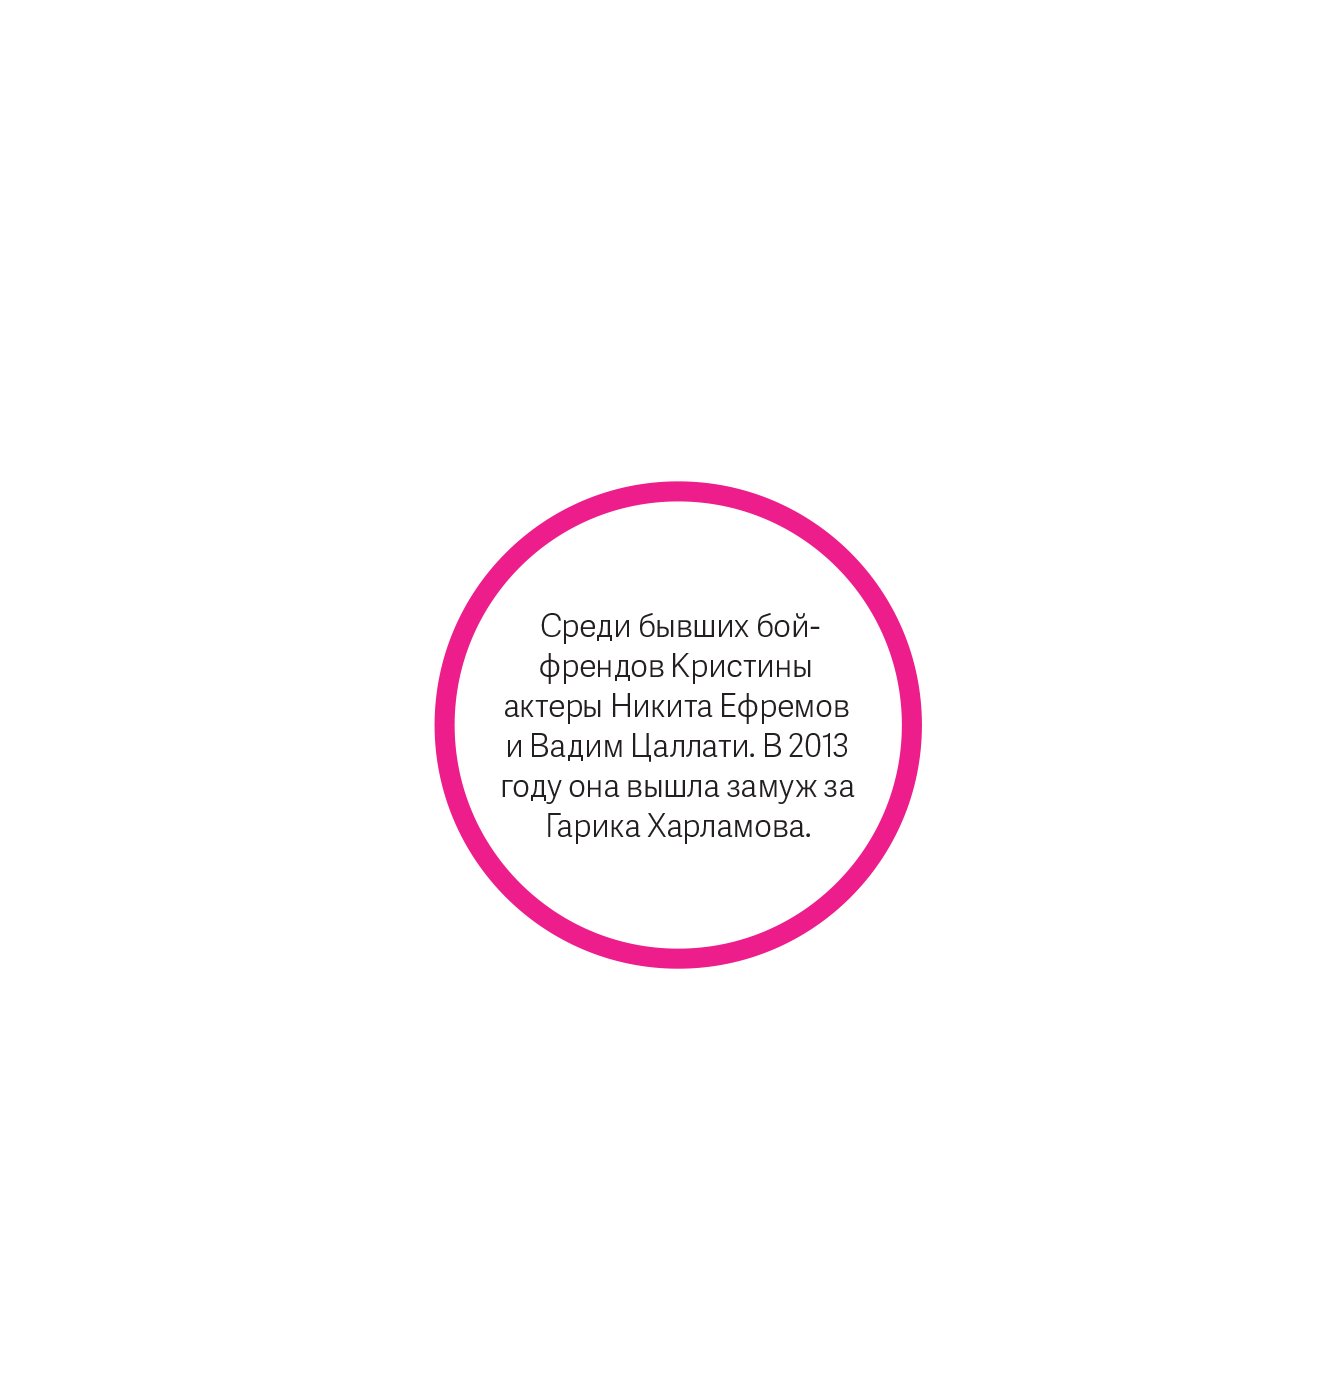 Среди бывших бой-
френдов Кристины
актеры Никита Ефремов
и Вадим Цаллати. В 2013
году она вышла замуж за
Гарика Харламова.